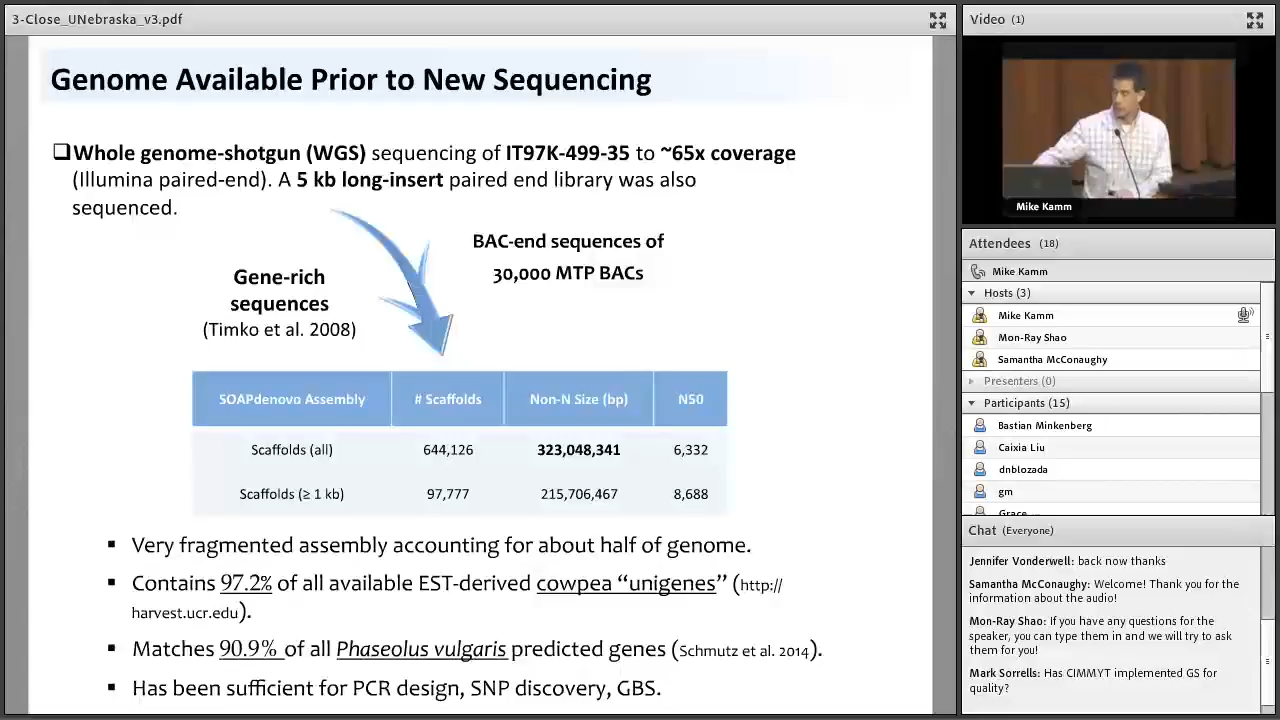 3-Close_UNebraska_v3.pdf
Genome Available Prior to New Sequencing
❑Whole genome-shotgun (WGS) sequencing of IT97K-499-35 to ~65x coverage
(Illumina paired-end). A 5 kb long-insert paired end library was also
sequenced.
BAC-end sequences of
30,000 MTP BACs
Gene-rich
sequences
(Timko et al. 2008)
SOAPdenovo Assembly # Scaffolds Non-N Size (bp) N50
Scaffolds (all) 644,126 323,048,341 6,332
Scaffolds (≥ 1 kb) 97,777 215,706,467 8,688
▪ Very fragmented assembly accounting for about half of genome.
▪ Contains 97.2% of all available EST-derived cowpea “unigenes” (http://
harvest.ucr.edu).
▪ Matches 90.9% of all Phaseolus vulgaris predicted genes (Schmutz et al. 2014).
▪ Has been sufficient for PCR design, SNP discovery, GBS.
Video (1)
Mike Kamm
Attendees (18)
Mike Kamm
Hosts (3)
Mike Kamm
Mon-Ray Shao
Samantha McConaughy
Presenters (0)
Participants (15)
Bastian Minkenberg
Caixia Liu
dnblozada
gm
Grace
Chat (Everyone)
Jennifer Vonderwell: back now thanks
Samantha McConaughy: Welcome! Thank you for the
information about the audio!
Mon-Ray Shao: If you have any questions for the
speaker, you can type them in and we will try to ask
them for you!
Mark Sorrells: Has CIMMYT implemented GS for
quality?